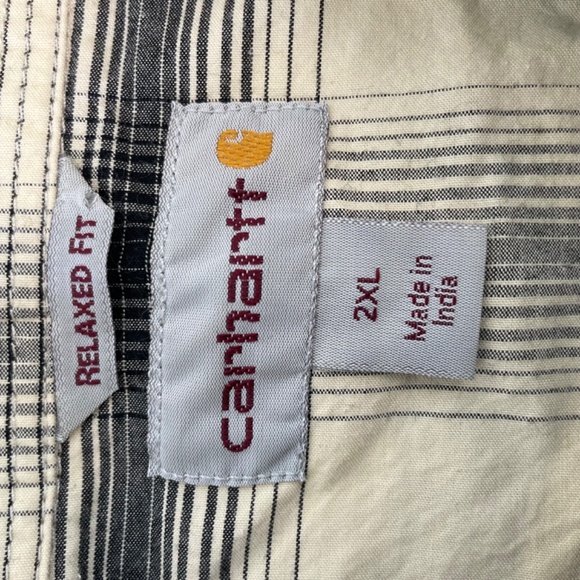 RELAXED FIT
carhartt
2XL
Made in
India